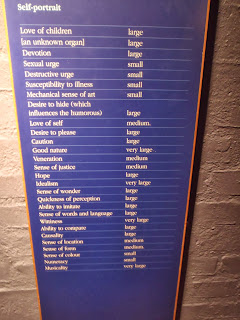 Self-portrait
Love of children large
[an unknown organ] large
Devotion large
Sexual urge small
Destructive urge small
Susceptibility to illness small
Mechanical sense of art small
Desire to hide (which
influences the humorous) large
Love of self medium.
Desire to please large
Caution large
Good nature very large
Veneration medium
Sense of justice medium
Hope large
Idealism very large
Sense of wonder large
Quickness of perception large
Ability to imitate large
Sense of words and language large
Wittiness very large
Ability to compare large
Causality large
Sense of location medium
Sense of form medium
Sense of colour small
Numeracy small
Musicality very large